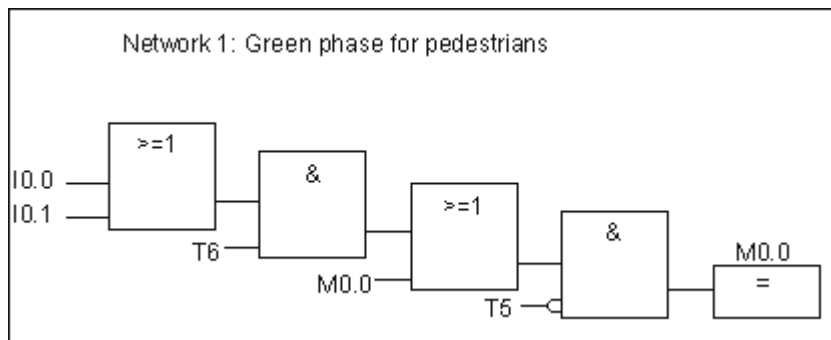 Network 1: Green phase for pedestrians
>=1
&
I0.0
>=1
I0.1
&
T6
M0.0
M0.0
=
T5